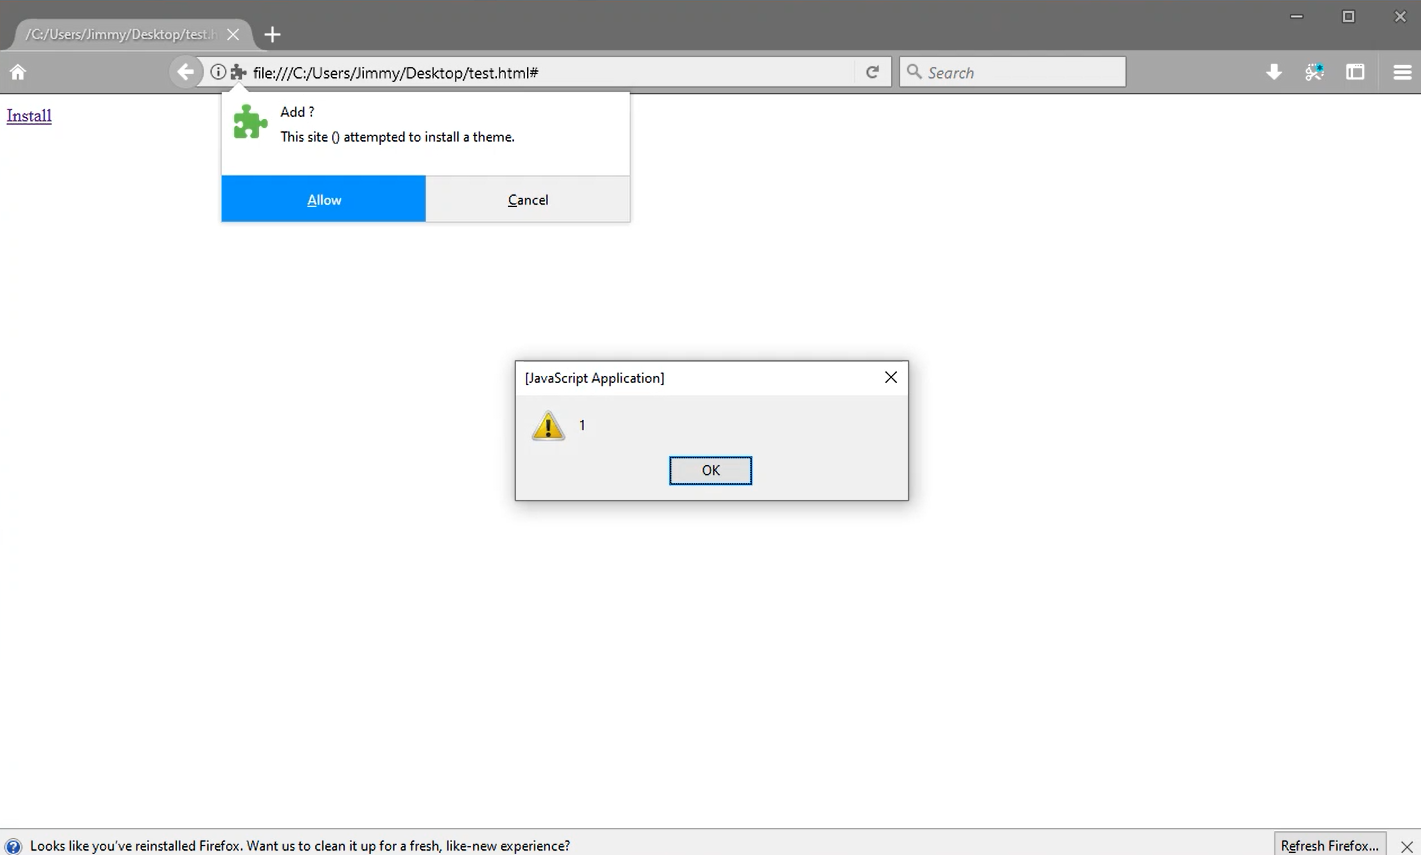 /C:/Users/Jimmy/Desktop/test.h
file:///C:/Users/Jimmy/Desktop/test.html#
Search
Install
Add ?
This site () attempted to install a theme.
Allow
Cancel
[JavaScript Application]
1
OK
Looks like you've reinstalled Firefox. Want us to clean it up for a fresh, like-new experience?
Refresh Firefox...